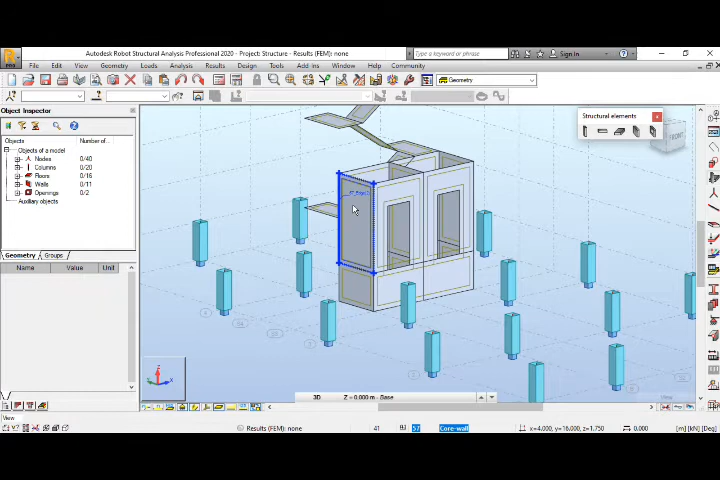 Autodesk Robot Structural Analysis Professional 2020 - Project: Structure - Results (FEM): none
Type a keyword or phrase
Sign In
File Edit View Geometry Loads Analysis Results Design Tools Add-Ins Window Help Community
Geometry
Object Inspector
Structural elements
FRONT
Objects Number of...
Objects of a model
Nodes 0/40
Columns 0/20
Floors 0/16
Walls 0/11
Openings 0/2
Auxiliary objects
Geometry Groups
Name Value Unit
3D Z = 0.000 m - Base
View
Results (FEM): none 41 57 Core-wall x=4.000, y=16.000, z=1.750 0.000 [m] [kN] [Deg]